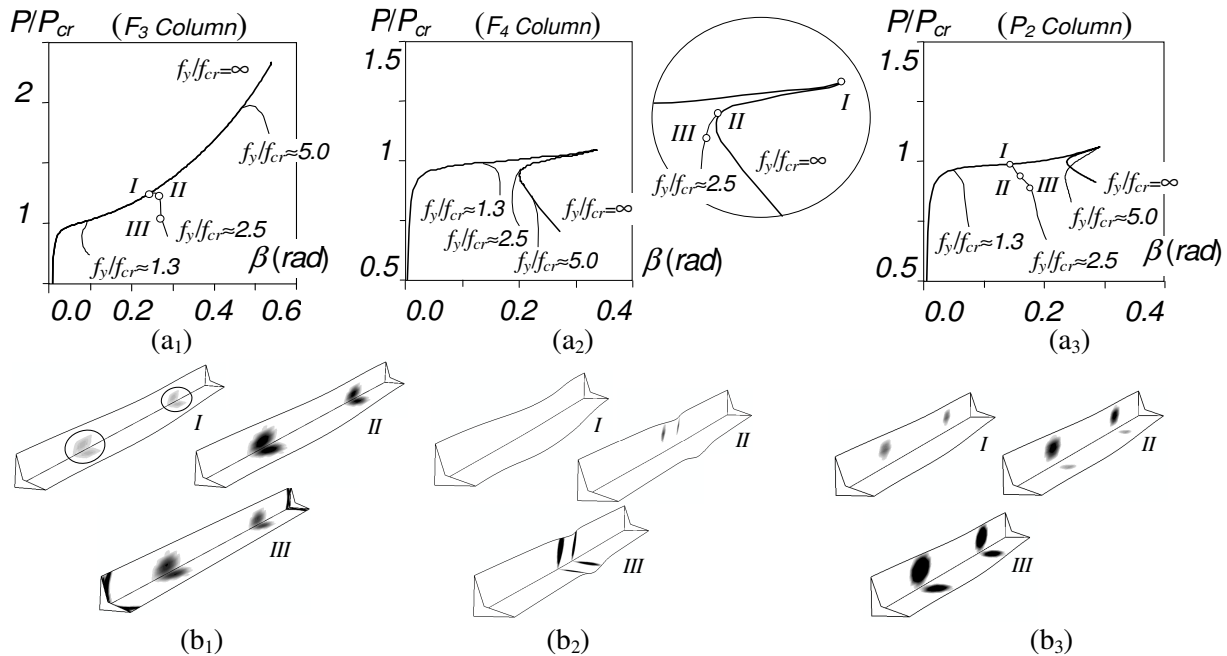 P/Pcr (F3 Column)
2
1
fy/fcr=∞
fy/fcr≈5.0
I
II
III
fy/fcr≈2.5
fy/fcr≈1.3
β (rad)
0.0 0.2 0.4 0.6
(a1)
P/Pcr (F4 Column)
1.5
1
0.5
fy/fcr≈1.3
fy/fcr≈2.5
fy/fcr≈5.0
fy/fcr=∞
β (rad)
0.0 0.2 0.4
(a2)
I
II
III
fy/fcr=∞
fy/fcr≈2.5
P/Pcr (P2 Column)
1.5
1
0.5
I
II
III
fy/fcr=∞
fy/fcr≈5.0
fy/fcr≈1.3
fy/fcr≈2.5
β (rad)
0.0 0.2 0.4
(a3)
I
II
III
(b1)
I
II
III
(b2)
I
II
III
(b3)